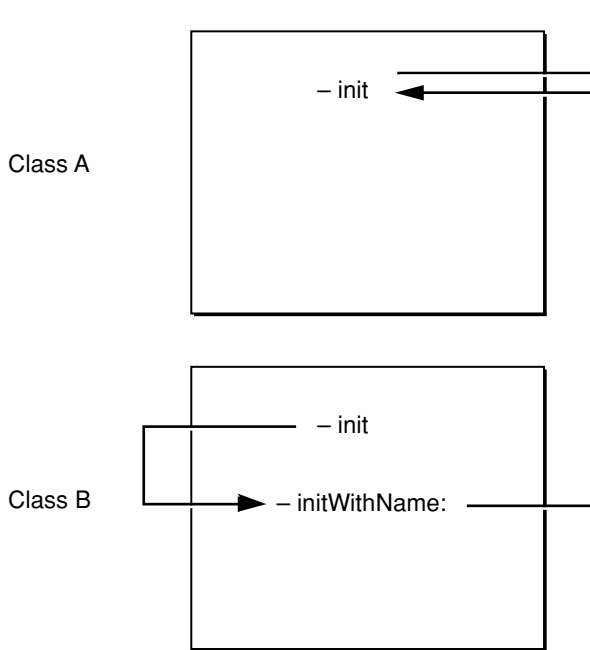 – init
Class A
– init
Class B
– initWithName: